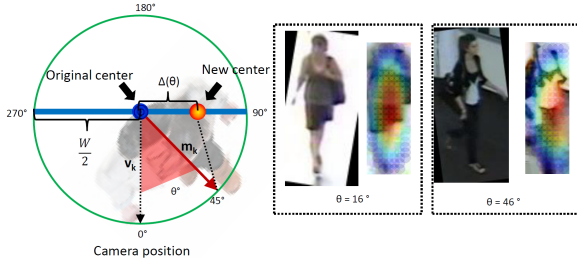 180°
Original center
Δ(θ)
New center
270°
90°
W
2
v_k
m_k
θ°
45°
0°
Camera position
θ = 16 °
θ = 46 °